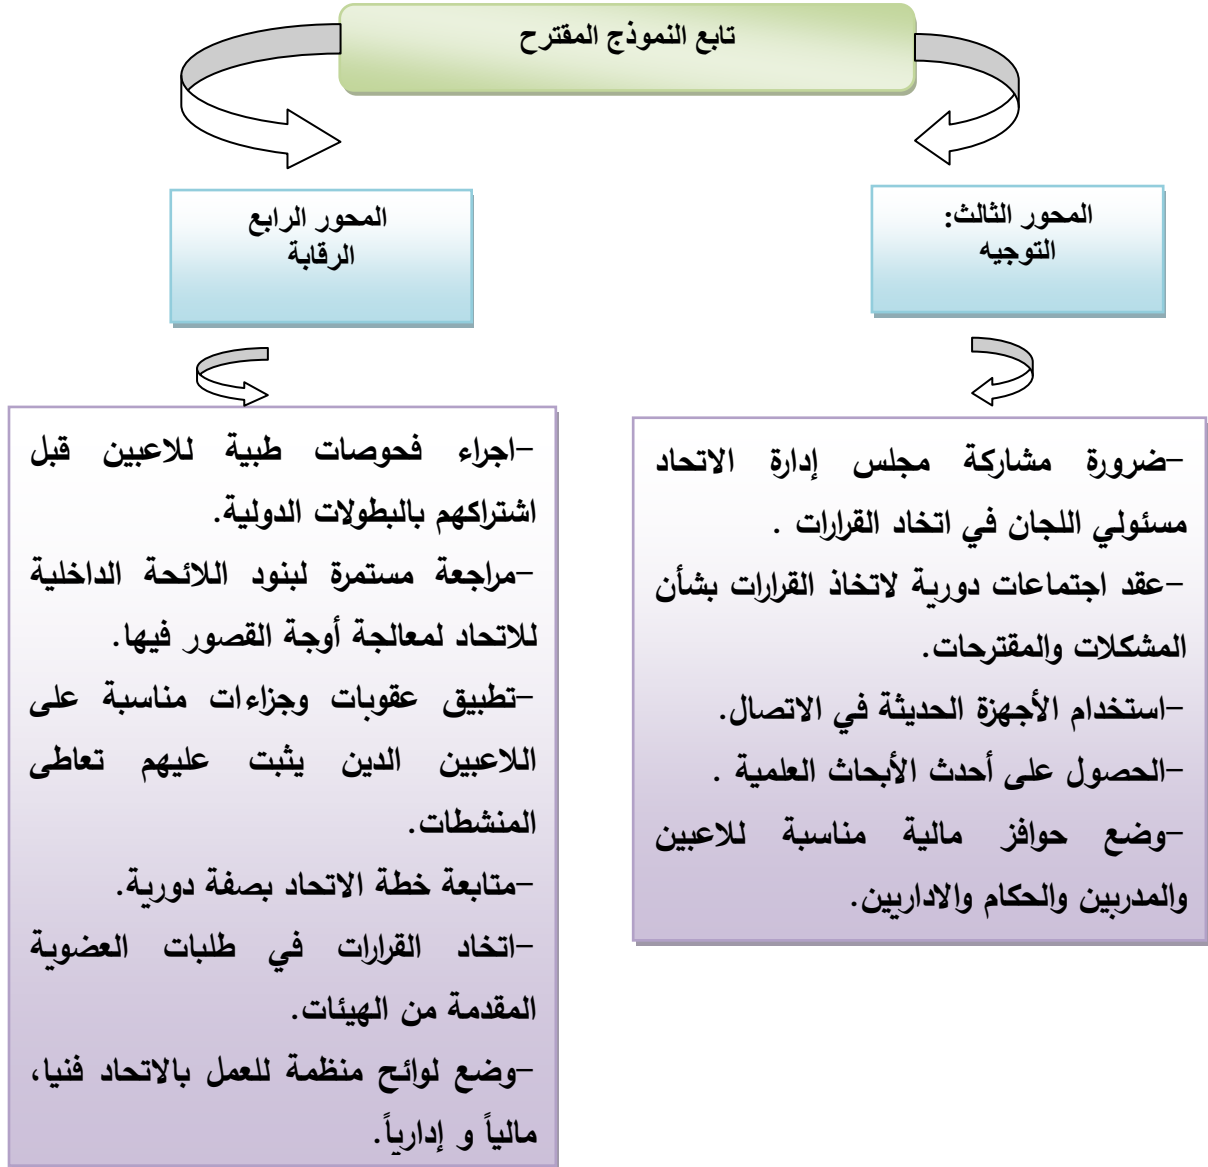 تابع النموذج المقترح
المحور الثالث:
التوجيه
-ضرورة مشاركة مجلس إدارة الاتحاد
مسئولي اللجان في اتخاد القرارات .
-عقد اجتماعات دورية لاتخاذ القرارات بشأن
المشكلات والمقترحات.
-استخدام الأجهزة الحديثة في الاتصال.
-الحصول على أحدث الأبحاث العلمية .
-وضع حوافز مالية مناسبة للاعبين
والمدربين والحكام والاداريين.
المحور الرابع
الرقابة
-اجراء فحوصات طبية للاعبين قبل
اشتراكهم بالبطولات الدولية.
-مراجعة مستمرة لبنود اللائحة الداخلية
للاتحاد لمعالجة أوجة القصور فيها.
-تطبيق عقوبات وجزاءات مناسبة على
اللاعبين الدين يثبت عليهم تعاطى
المنشطات.
-متابعة خطة الاتحاد بصفة دورية.
-اتخاد القرارات في طلبات العضوية
المقدمة من الهيئات.
-وضع لوائح منظمة للعمل بالاتحاد فنيا،
مالياً و إدارياً.